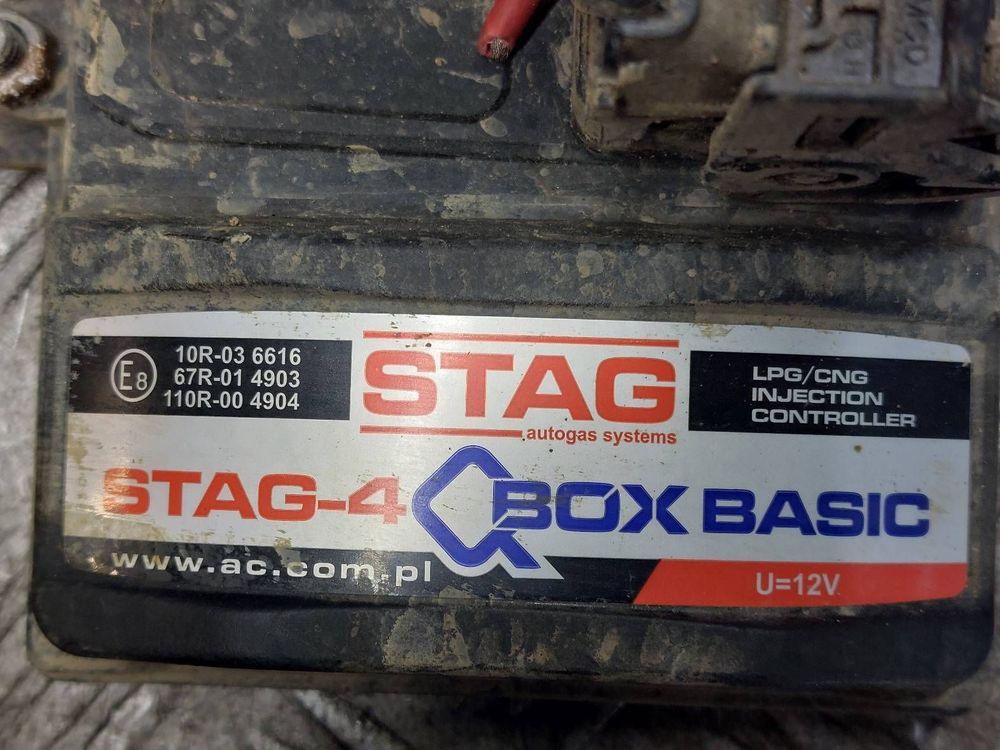 MCD
E8
10R-03 6616
67R-01 4903
110R-00 4904
STAG
autogas systems
LPG/CNG
INJECTION
CONTROLLER
STAG-4 QBOX BASIC
www.ac.com.pl
U=12V